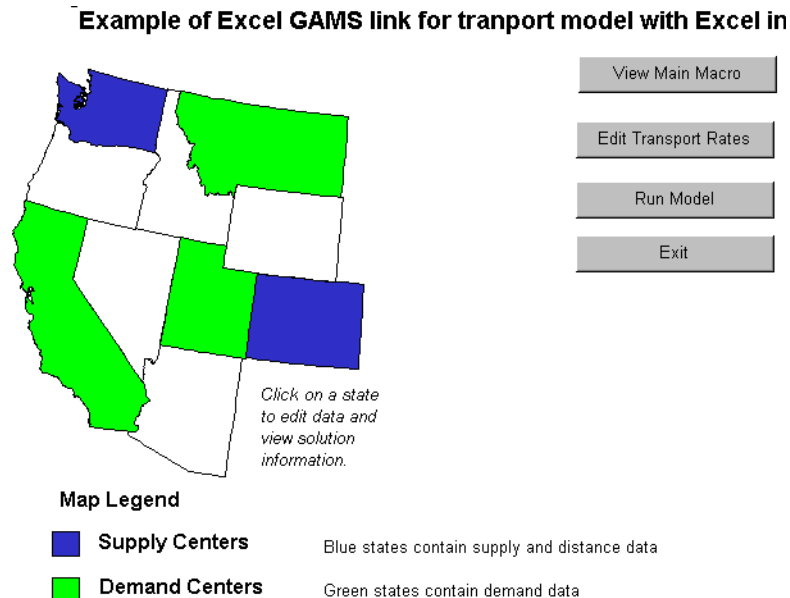 Example of Excel GAMS link for tranport model with Excel in
View Main Macro
Edit Transport Rates
Run Model
Exit
Click on a state
to edit data and
view solution
information.
Map Legend
Supply Centers
Blue states contain supply and distance data
Demand Centers
Green states contain demand data